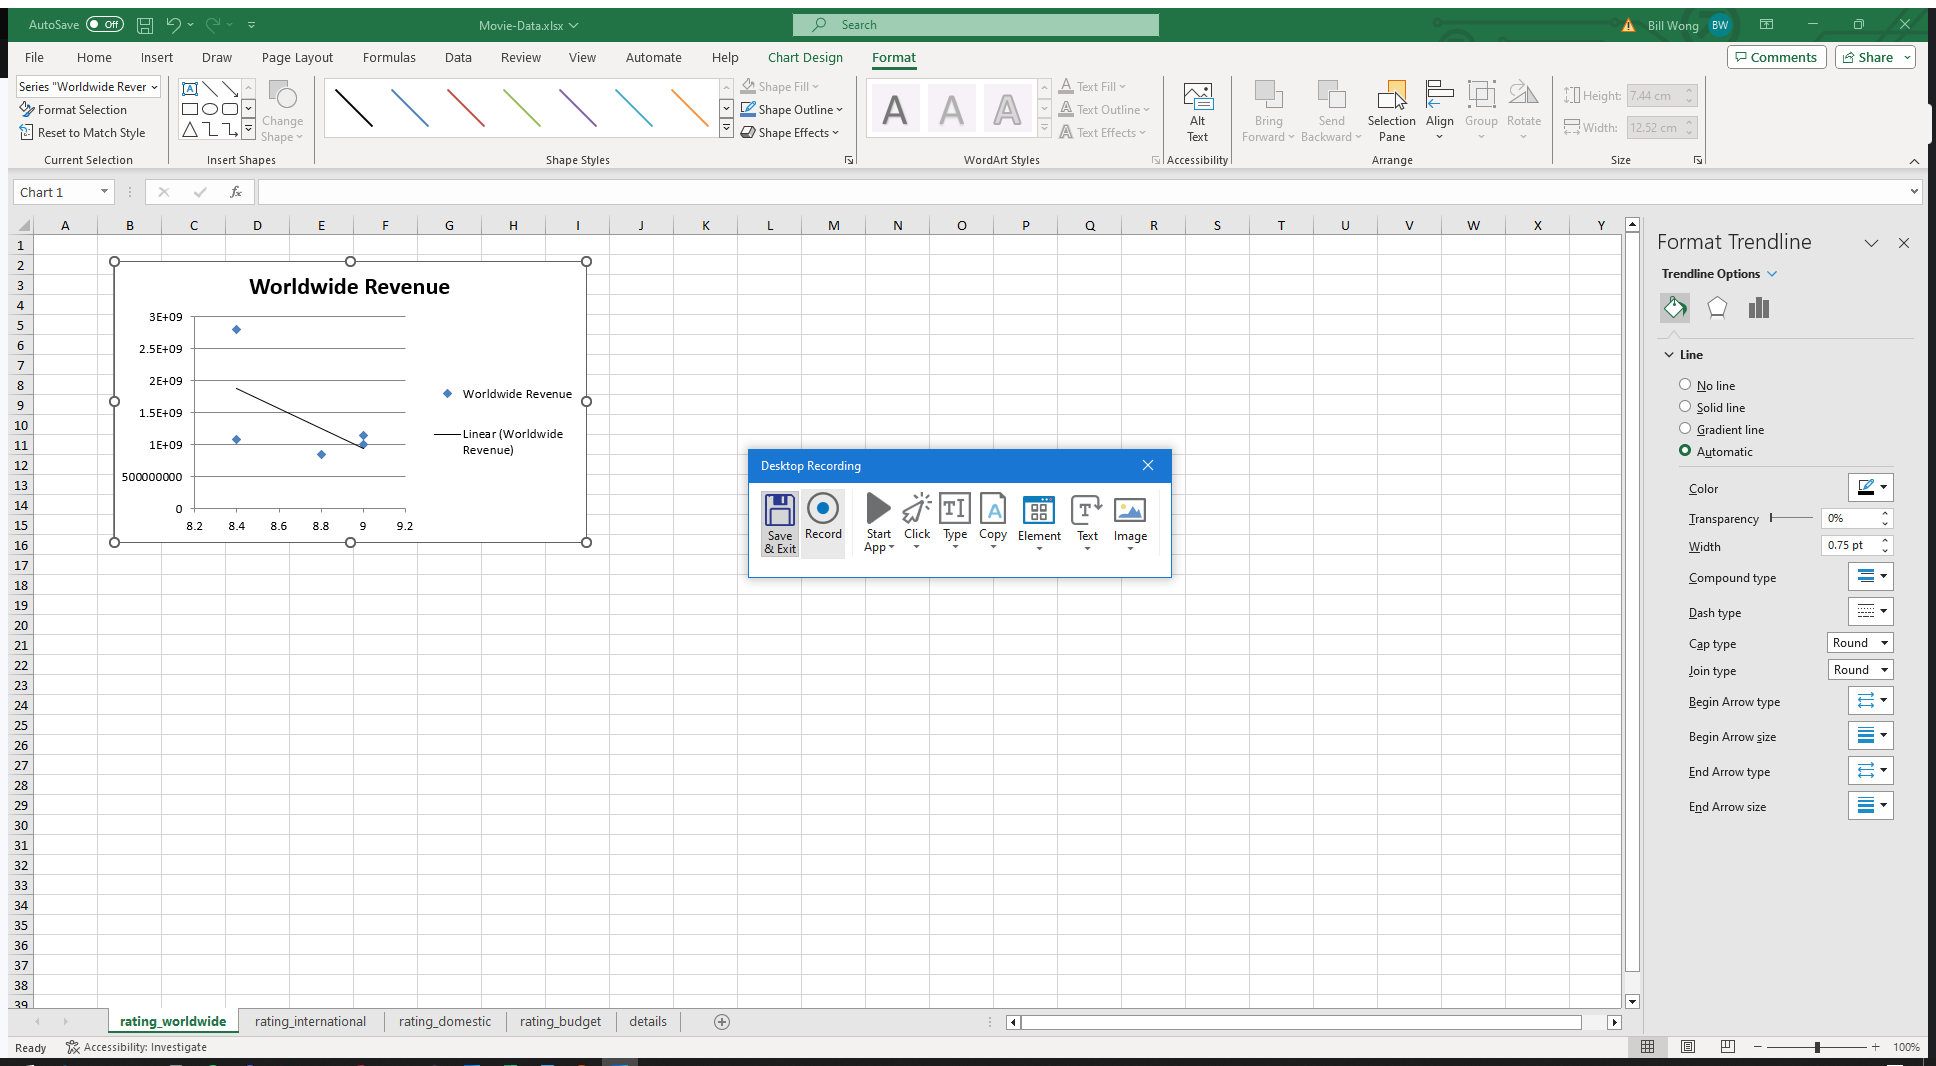 AutoSave Off Movie-Data.xlsx Search Bill Wong BW
File Home Insert Draw Page Layout Formulas Data Review View Automate Help Chart Design Format Comments Share
Series "Worldwide Rever
Format Selection
Reset to Match Style
Current Selection
A
Change
Shape
Insert Shapes
Shape Styles
Shape Fill
Shape Outline
Shape Effects
A A A
WordArt Styles
Text Fill
Text Outline
Text Effects
Alt
Text
Accessibility
Bring
Forward
Send
Backward
Selection
Pane
Align
Group
Rotate
Arrange
Height: 7.44 cm
Width: 12.52 cm
Size
Chart 1 fx
A B C D E F G H I J K L M N O P Q R S T U V W X Y
1
2
3
4
5
6
7
8
9
10
11
12
13
14
15
16
17
18
19
20
21
22
23
24
25
26
27
28
29
30
31
32
33
34
35
36
37
38
39
Worldwide Revenue
3E+09
2.5E+09
2E+09
1.5E+09
1E+09
500000000
0
8.2 8.4 8.6 8.8 9 9.2
Worldwide Revenue
Linear (Worldwide
Revenue)
Desktop Recording
Save
& Exit
Record
Start
App
Click
Type
Copy
Element
Text
Image
Format Trendline
Trendline Options
Line
No line
Solid line
Gradient line
Automatic
Color
Transparency 0%
Width 0.75 pt
Compound type
Dash type
Cap type Round
Join type Round
Begin Arrow type
Begin Arrow size
End Arrow type
End Arrow size
rating_worldwide rating_international rating_domestic rating_budget details
Ready Accessibility: Investigate 100%